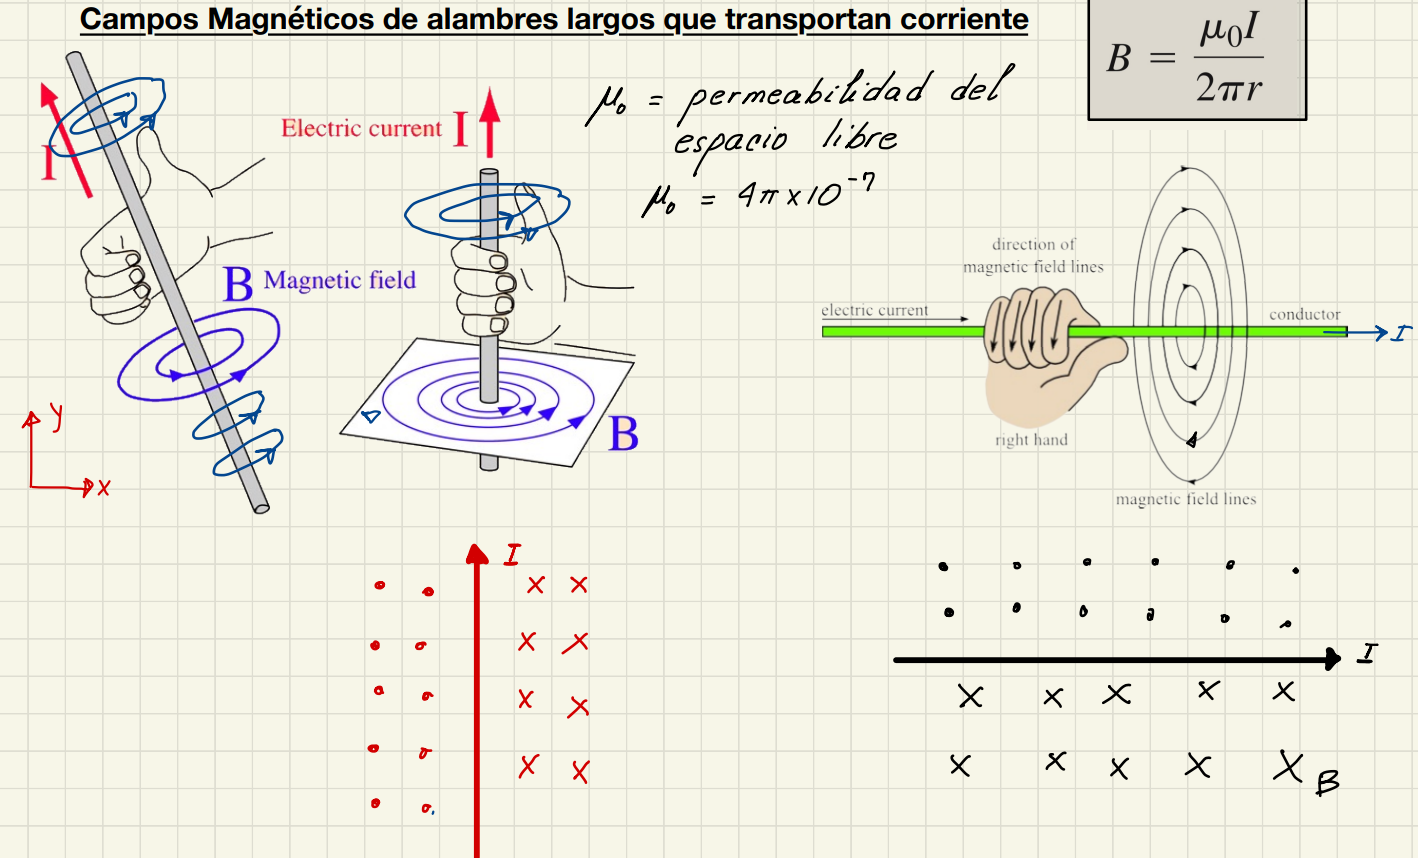 Campos Magnéticos de alambres largos que transportan corriente
B = μ₀I / 2πr
μ₀ = permeabilidad del
espacio libre
μ₀ = 4π x 10⁻⁷
I
Electric current I
B Magnetic field
B
y
x
direction of
magnetic field lines
electric current
conductor
I
right hand
magnetic field lines
I
• • x x
• • x x
• • x x
• • x x
• •
• • • • • •
• • • • • •
I
x x x x x
x x x x x B